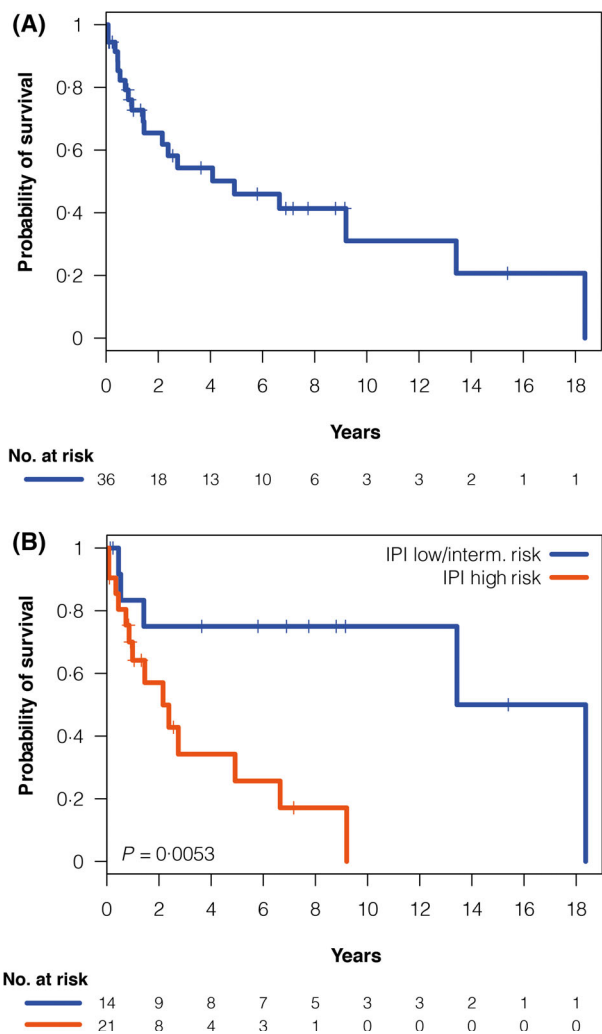 (A)
Probability of survival
1
0·8
0·6
0·4
0·2
0
0 2 4 6 8 10 12 14 16 18
Years
No. at risk
36 18 13 10 6 3 3 2 1 1
(B)
Probability of survival
1
0·8
0·6
0·4
0·2
0
IPI low/interm. risk
IPI high risk
P = 0·0053
0 2 4 6 8 10 12 14 16 18
Years
No. at risk
14 9 8 7 5 3 3 2 1 1
21 8 4 3 1 0 0 0 0 0